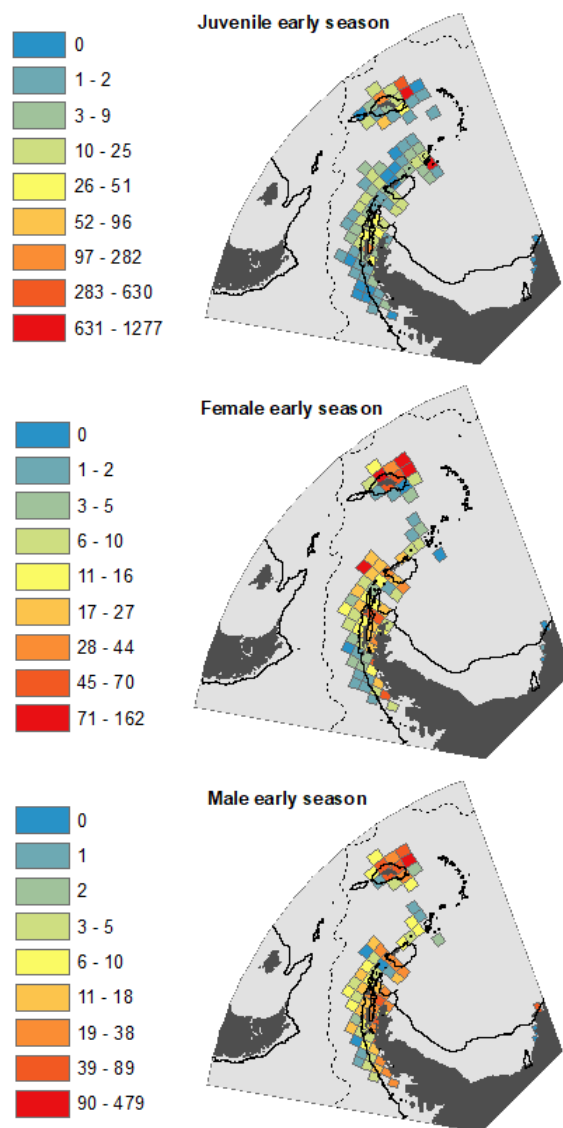 Juvenile early season
0
1 - 2
3 - 9
10 - 25
26 - 51
52 - 96
97 - 282
283 - 630
631 - 1277
Female early season
0
1 - 2
3 - 5
6 - 10
11 - 16
17 - 27
28 - 44
45 - 70
71 - 162
Male early season
0
1
2
3 - 5
6 - 10
11 - 18
19 - 38
39 - 89
90 - 479